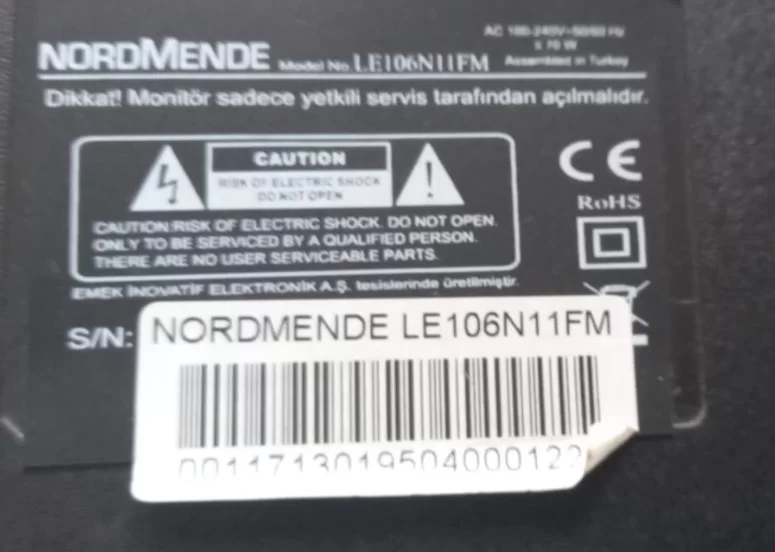 AC 100-240V~50/60 Hz
NORDMENDE Model No. LE106N11FM
70 W
Assembled in Turkey
Dikkat! Monitör sadece yetkili servis tarafından açılmalıdır.
CAUTION
RISK OF ELECTRIC SHOCK
DO NOT OPEN
!
CAUTION:RISK OF ELECTRIC SHOCK. DO NOT OPEN.
ONLY TO BE SERVICED BY A QUALIFIED PERSON.
THERE ARE NO USER SERVICEABLE PARTS.
CE
RoHS
EMEK İNOVATİF ELEKTRONİK A.Ş. tesislerinde üretilmiştir.
S/N: NORDMENDE LE106N11FM